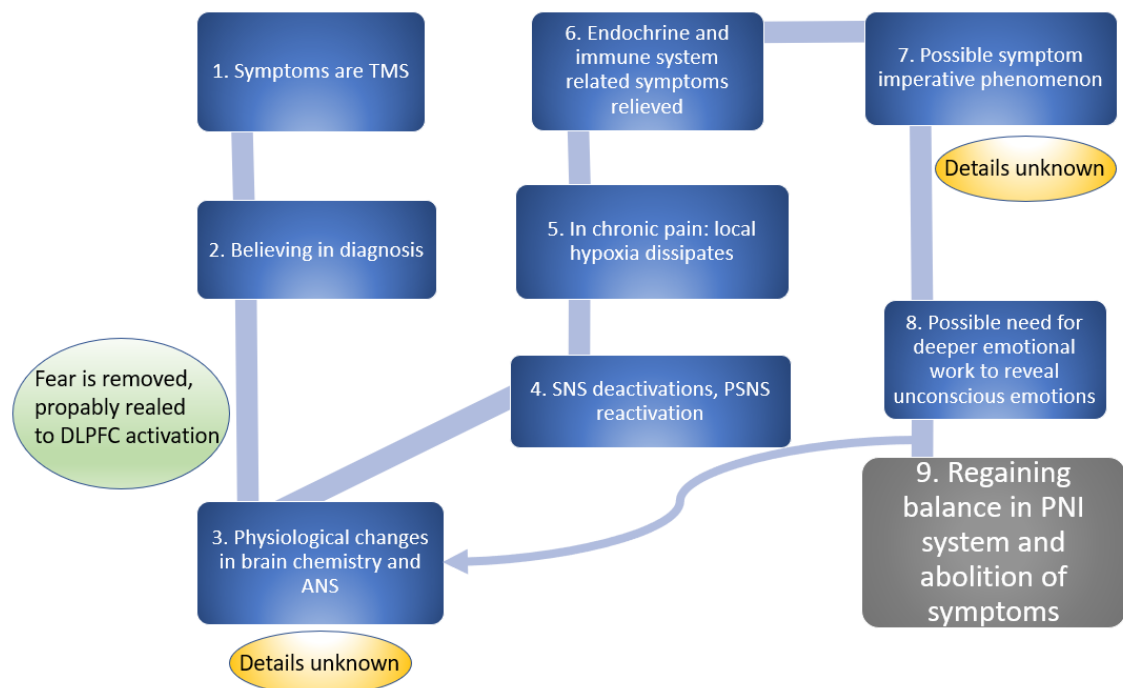 1. Symptoms are TMS
2. Believing in diagnosis
Fear is removed,
propably realed
to DLPFC activation
3. Physiological changes
in brain chemistry and
ANS
Details unknown
4. SNS deactivations, PSNS
reactivation
5. In chronic pain: local
hypoxia dissipates
6. Endocrine and
immune system
related symptoms
relieved
7. Possible symptom
imperative phenomenon
Details unknown
8. Possible need for
deeper emotional
work to reveal
unconscious emotions
9. Regaining
balance in PNI
system and
abolition of
symptoms